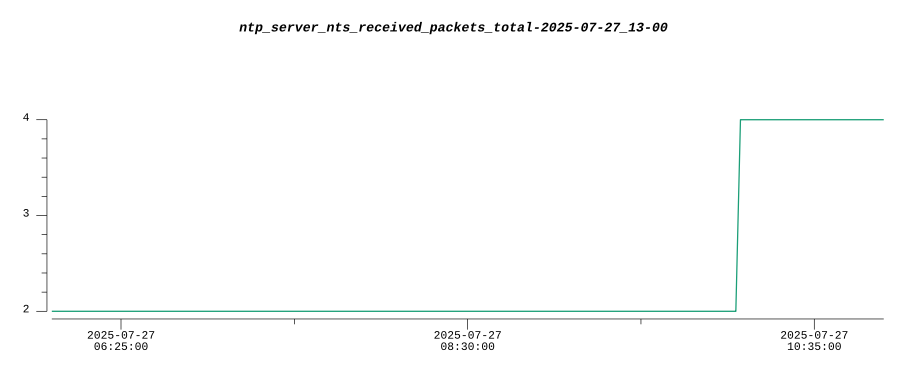 ntp_server_nts_received_packets_total-2025-07-27_13-00
4
3
2
2025-07-27 2025-07-27 2025-07-27
06:25:00 08:30:00 10:35:00